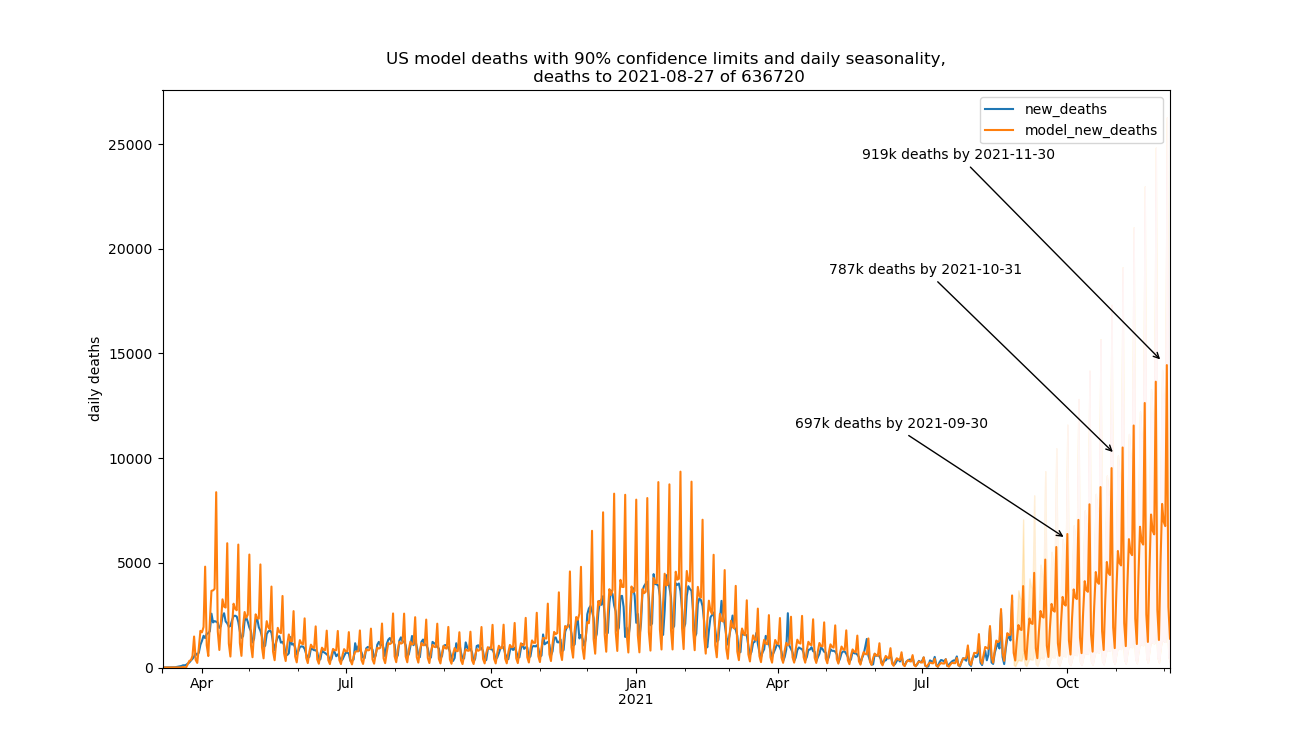 US model deaths with 90% confidence limits and daily seasonality,
deaths to 2021-08-27 of 636720
new_deaths
model_new_deaths
919k deaths by 2021-11-30
787k deaths by 2021-10-31
697k deaths by 2021-09-30
daily deaths
25000
20000
15000
10000
5000
0
Apr
Jul
Oct
Jan
2021
Apr
Jul
Oct